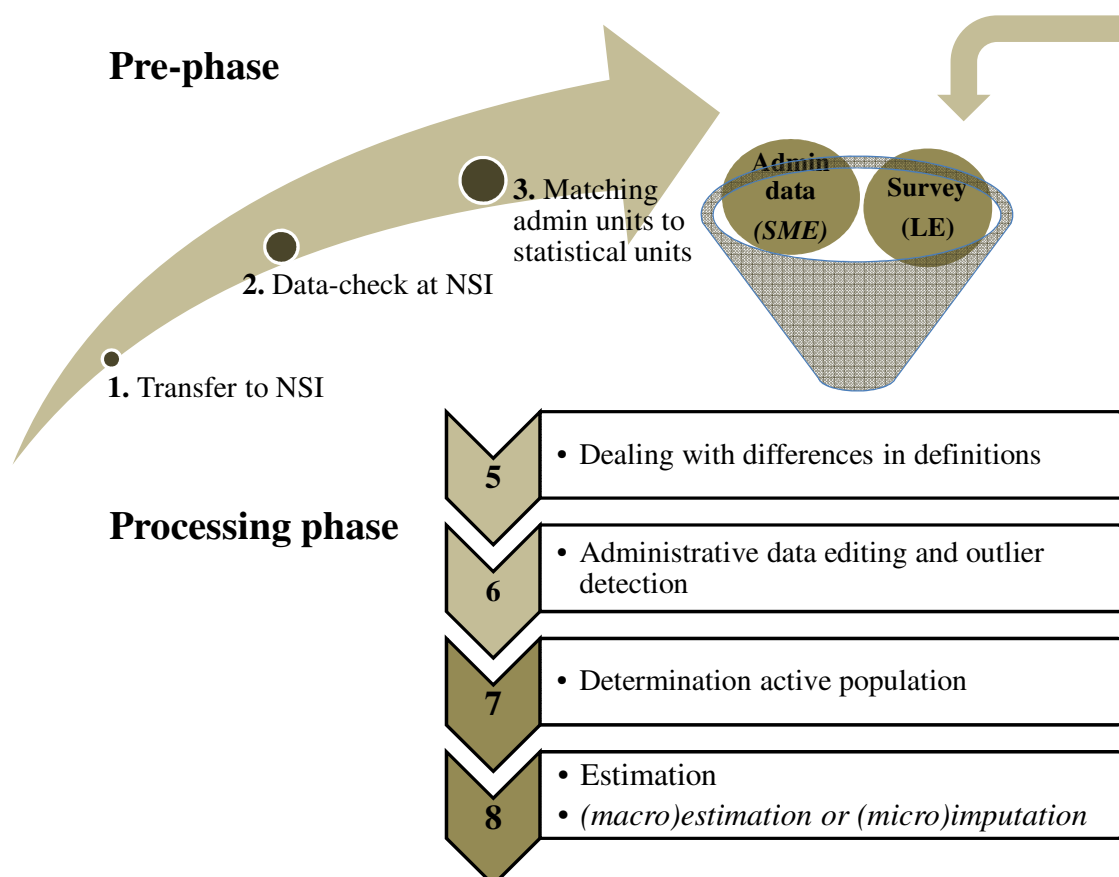 Pre-phase
1. Transfer to NSI
2. Data-check at NSI
3. Matching
admin units to
statistical units
Admin
data
(SME)
Survey
(LE)
Processing phase
5
• Dealing with differences in definitions
6
• Administrative data editing and outlier
detection
7
• Determination active population
8
• Estimation
• (macro)estimation or (micro)imputation